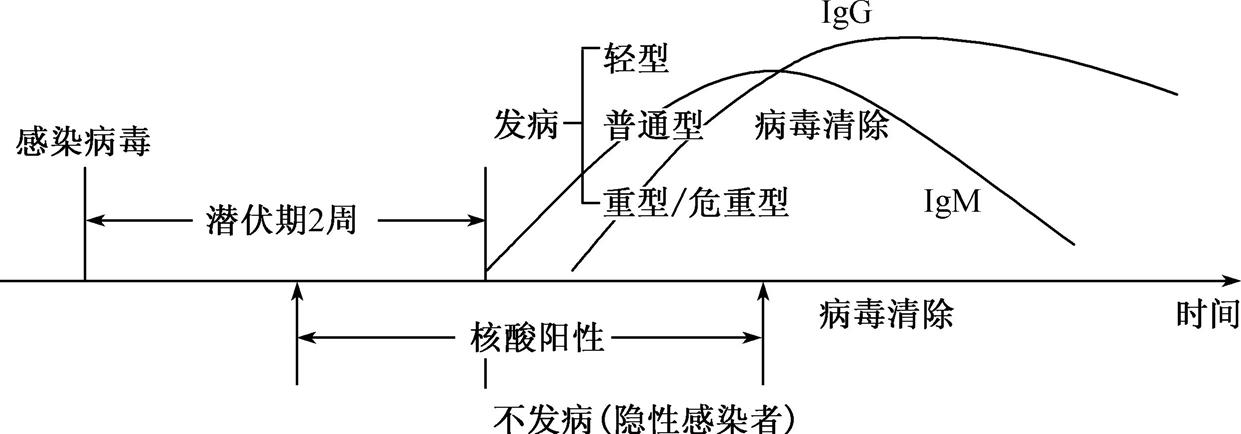 IgG
轻型
发病
普通型
病毒清除
感染病毒
重型/危重型
IgM
潜伏期2周
病毒清除
时间
核酸阳性
不发病(隐性感染者)